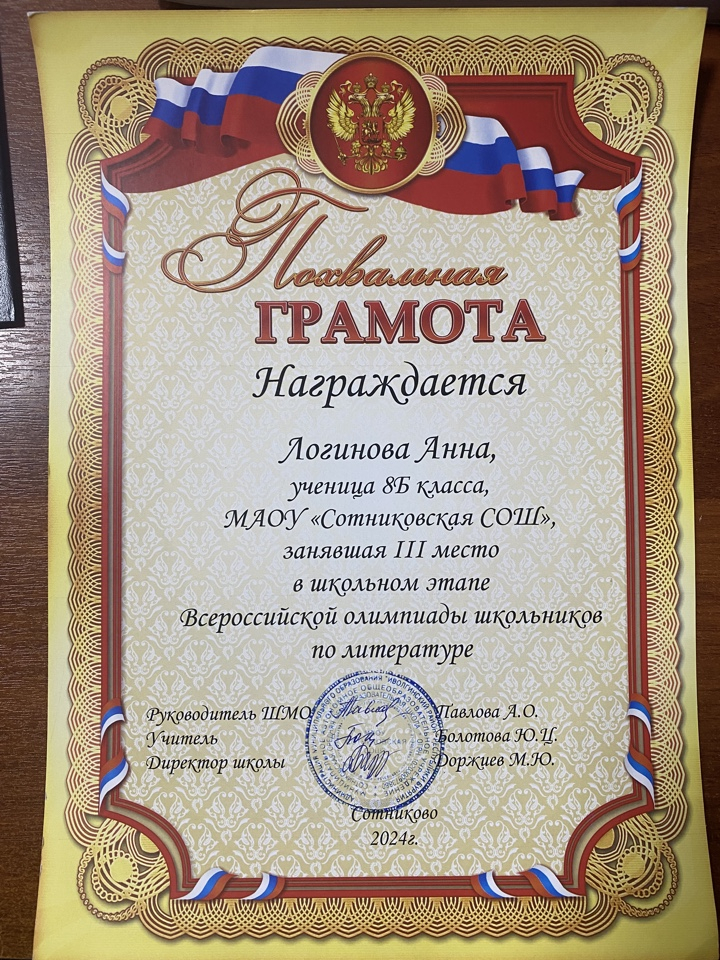 Похвальная
ГРАМОТА
Награждается
Логинова Анна,
ученица 8Б класса,
МАОУ «Сотниковская СОШ»,
занявшая III место
в школьном этапе
Всероссийской олимпиады школьников
по литературе
Руководитель ШМО Павлова А.О.
Учитель Болотова Ю.Ц.
Директор школы Доржиев М.Ю.
Сотниково
2024г.